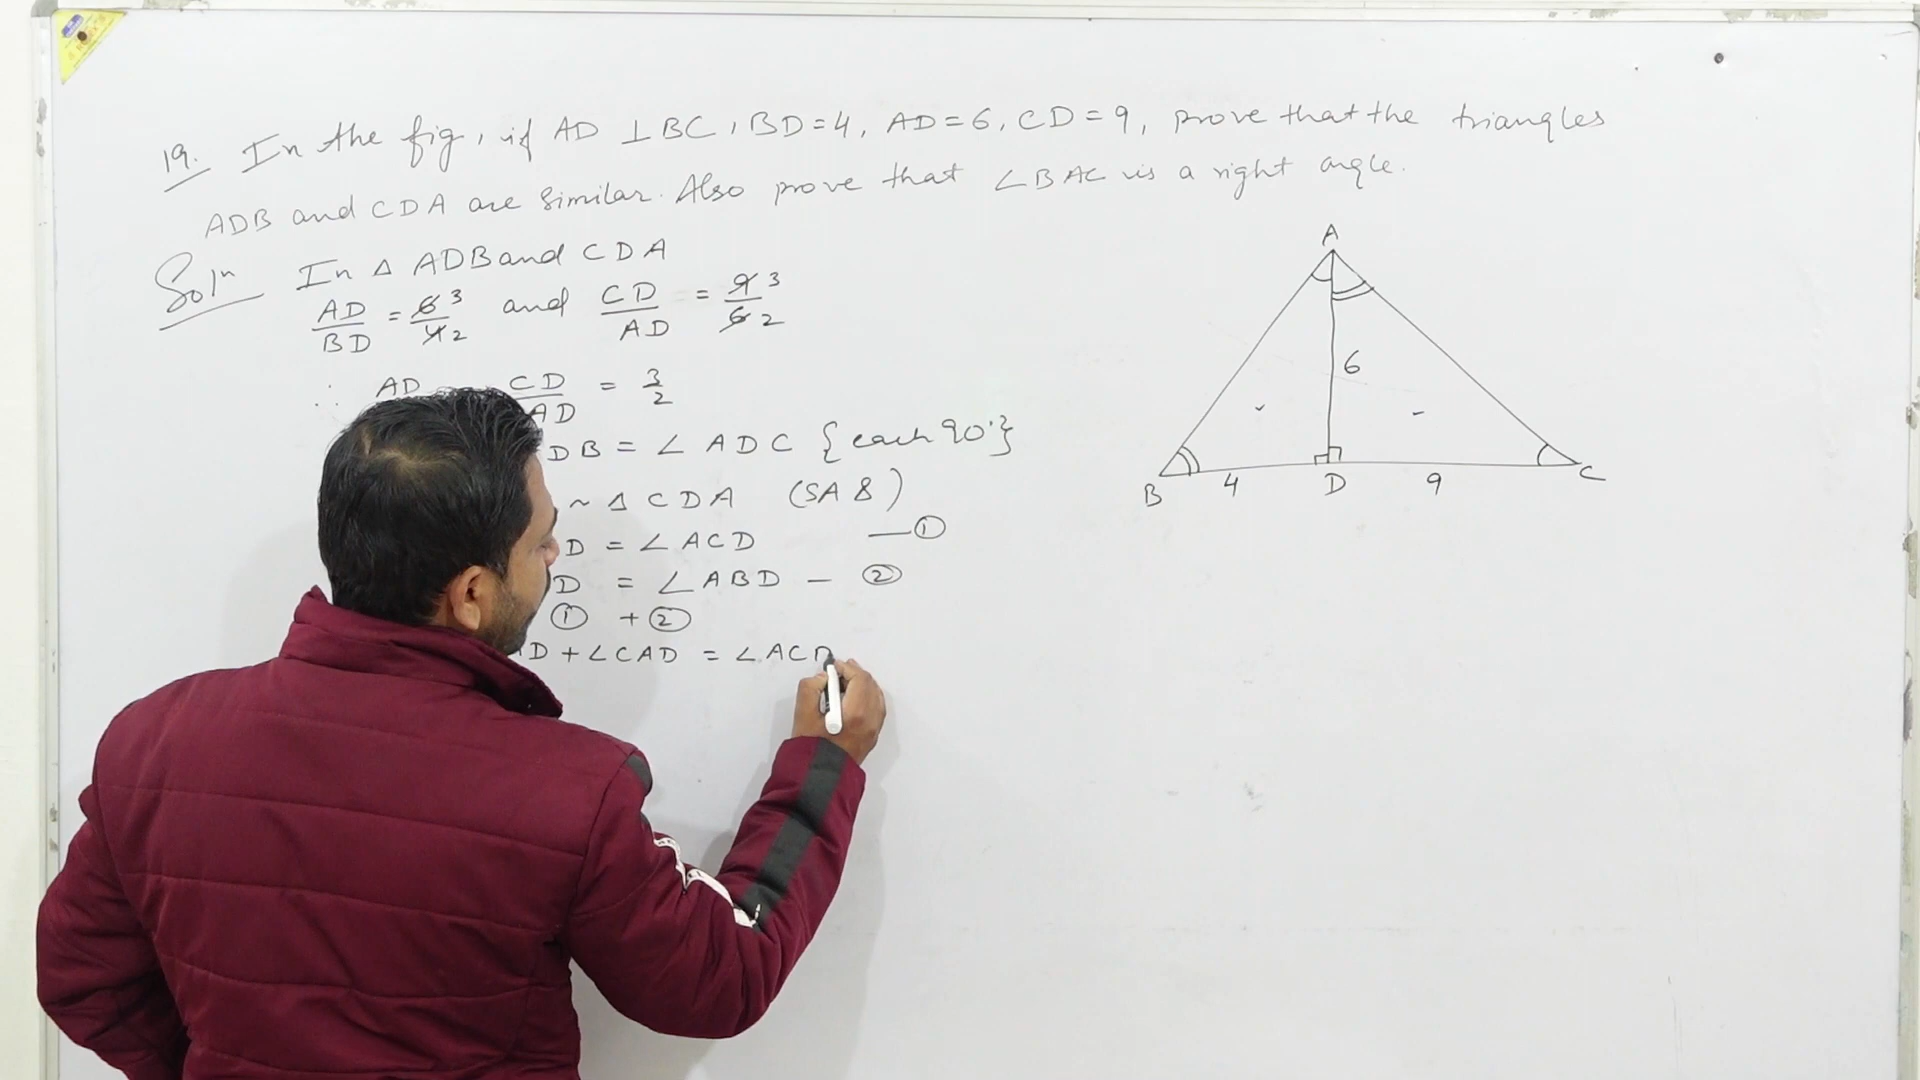 19. In the fig, if AD ⊥ BC, BD=4, AD=6, CD=9, prove that the triangles
ADB and CDA are similar. Also prove that ∠BAC is a right angle.
Soln In △ ADB and CDA
AD/BD = 6 3/4 2 and CD/AD = 9 3/6 2
∴ AD CD/AD = 3/2
DB = ∠ADC {each 90°}
~ △ CDA (SAS)
D = ∠ACD —①
D = ∠ABD — ②
① + ②
AD + ∠CAD = ∠ACD
A
6
B 4 D 9 C